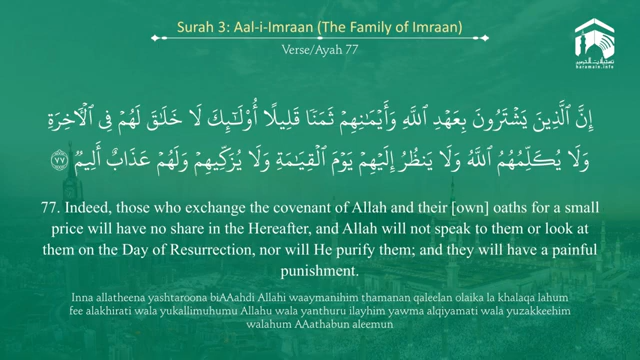 Surah 3: Aal-i-Imraan (The Family of Imraan)
Verse/Ayah 77
haramain.info
إِنَّ ٱلَّذِينَ يَشْتَرُونَ بِعَهْدِ ٱللَّهِ وَأَيْمَـٰنِهِمْ ثَمَنًا قَلِيلًا أُو۟لَـٰٓئِكَ لَا خَلَـٰقَ لَهُمْ فِى ٱلْـَٔاخِرَةِ
وَلَا يُكَلِّمُهُمُ ٱللَّهُ وَلَا يَنظُرُ إِلَيْهِمْ يَوْمَ ٱلْقِيَـٰمَةِ وَلَا يُزَكِّيهِمْ وَلَهُمْ عَذَابٌ أَلِيمٌ ٧٧
77. Indeed, those who exchange the covenant of Allah and their [own] oaths for a small
price will have no share in the Hereafter, and Allah will not speak to them or look at
them on the Day of Resurrection, nor will He purify them; and they will have a painful
punishment.
Inna allatheena yashtaroona biAAahdi Allahi waaymanihim thamanan qaleelan olaika la khalaqa lahum
fee alakhirati wala yukallimuhumu Allahu wala yanthuru ilayhim yawma alqiyamati wala yuzakkeehim
walahum AAathabun aleemun